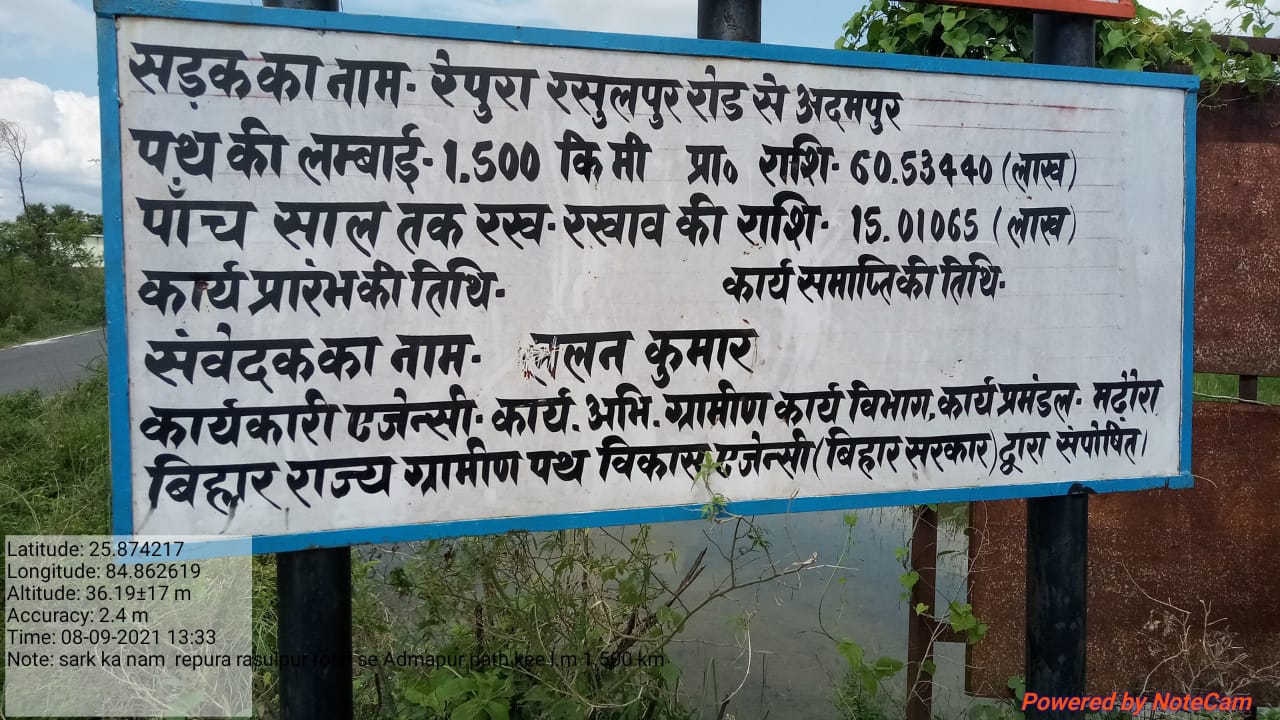 सड़क का नाम- रेपुरा रसुलपुर रोड से अदमपुर
पथ की लम्बाई- 1.500 कि मी प्रा० राशि- 60.53440 (लाख)
पाँच साल तक रख-रखाव की राशि- 15.01065 (लाख)
कार्य प्रारंभ की तिथि- कार्य समाप्ति की तिथि-
संवेदक का नाम- कुमार
कार्यकारी एजेन्सी- कार्य. अभि. ग्रामीण कार्य विभाग, कार्य प्रमंडल- मढ़ौरा
बिहार राज्य ग्रामीण पथ विकास एजेन्सी (बिहार सरकार) द्वारा संपोषित।
Latitude: 25.874217
Longitude: 84.862619
Altitude: 36.19±17 m
Accuracy: 2.4 m
Time: 08-09-2021 13:33
Note: sark ka nam repura rasulpur road se Admapur path kee l.m 1.500 km
Powered by NoteCam